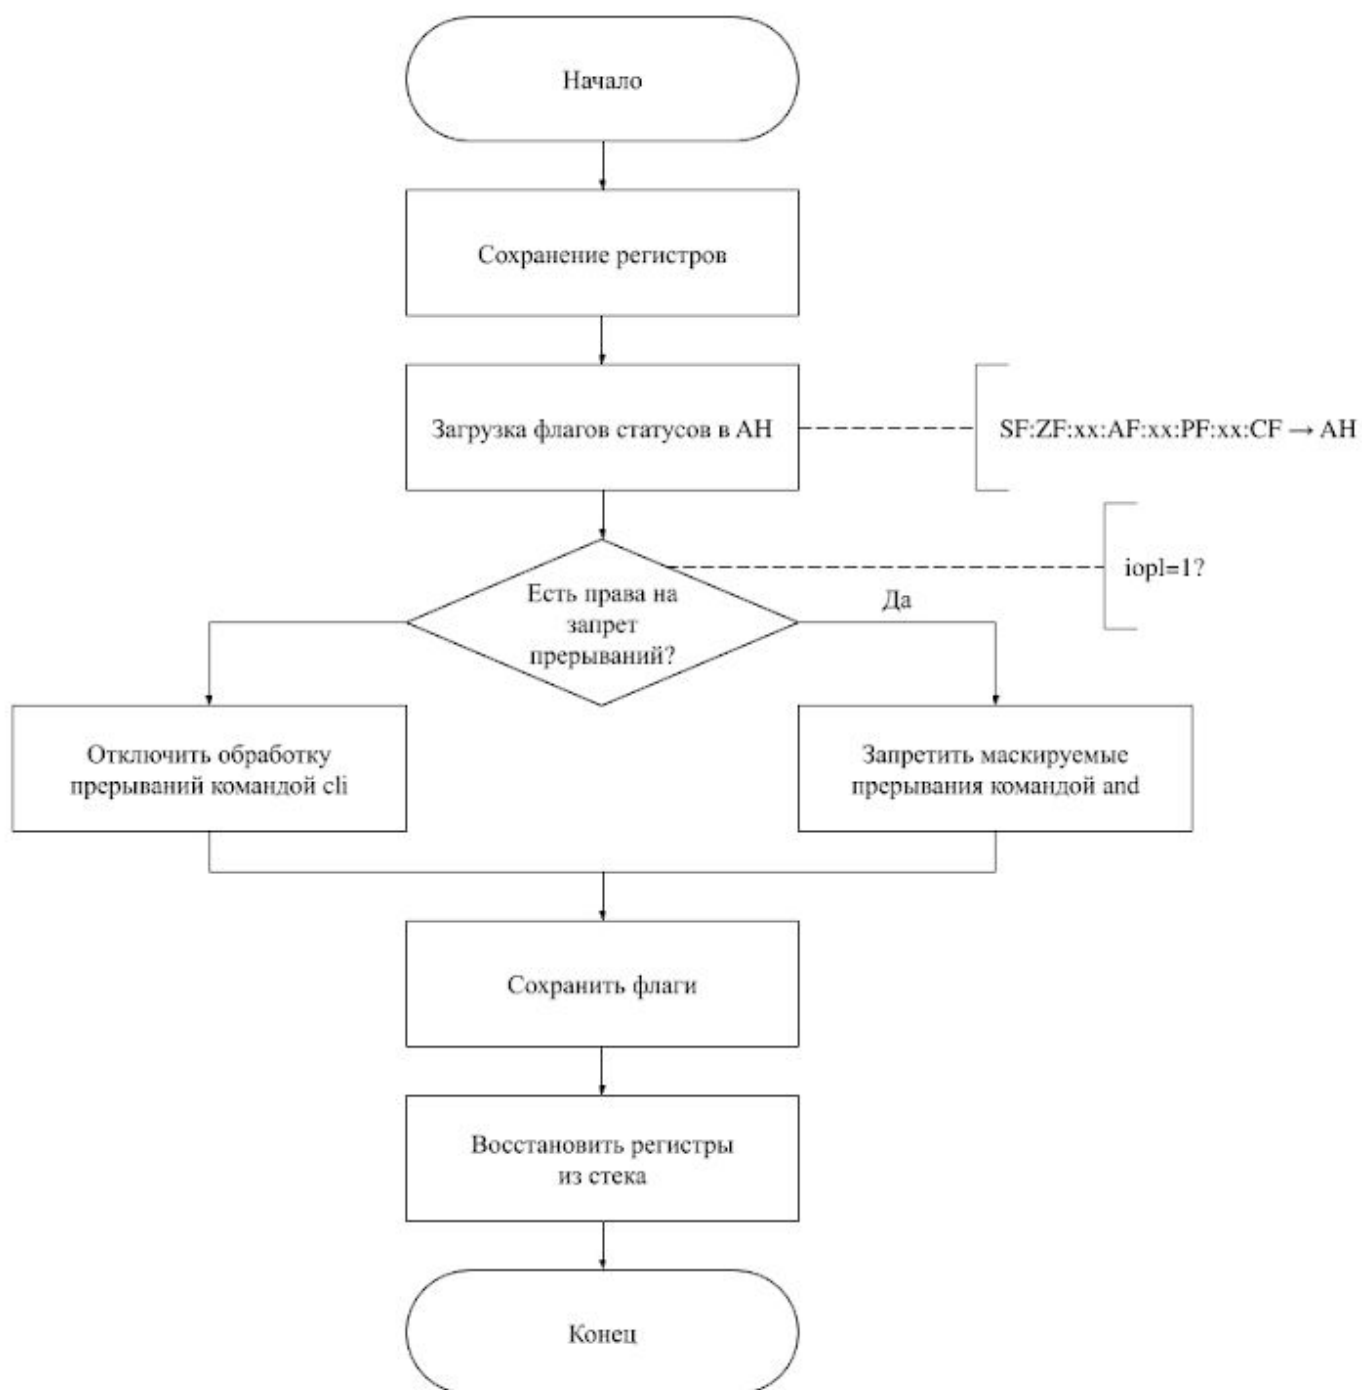 Начало
Сохранение регистров
Загрузка флагов статусов в AH
SF:ZF:xx:AF:xx:PF:xx:CF → AH
iopl=1?
Есть права на
запрет
прерываний?
Да
Отключить обработку
прерываний командой cli
Запретить маскируемые
прерывания командой and
Сохранить флаги
Восстановить регистры
из стека
Конец